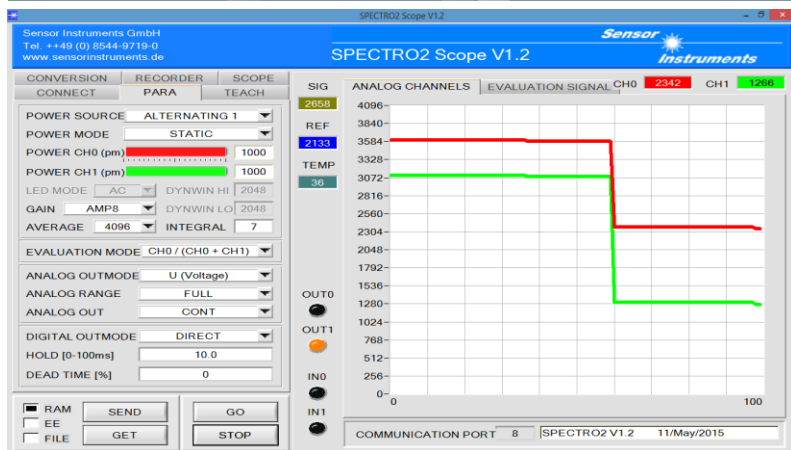 SPECTRO2 Scope V1.2
Sensor Instruments GmbH
Tel. ++49 (0) 8544-9719-0
www.sensorinstruments.de
SPECTRO2 Scope V1.2
Sensor
Instruments
CONVERSION RECORDER SCOPE
CONNECT PARA TEACH
POWER SOURCE ALTERNATING 1
POWER MODE STATIC
POWER CH0 (pm) 1000
POWER CH1 (pm) 1000
LED MODE AC DYNWIN HI 2048
GAIN AMP8 DYNWIN LO 2048
AVERAGE 4096 INTEGRAL 7
EVALUATION MODE CH0 / (CH0 + CH1)
ANALOG OUTMODE U (Voltage)
ANALOG RANGE FULL
ANALOG OUT CONT
DIGITAL OUTMODE DIRECT
HOLD [0-100ms] 10.0
DEAD TIME [%] 0
RAM
EE
FILE
SEND GO
GET STOP
SIG
2658
REF
2133
TEMP
36
OUT0
OUT1
IN0
IN1
ANALOG CHANNELS EVALUATION SIGNAL CH0 2342 CH1 1266
4096
3840
3584
3328
3072
2816
2560
2304
2048
1792
1536
1280
1024
768
512
256
0
0 100
COMMUNICATION PORT 8 SPECTRO2 V1.2 11/May/2015